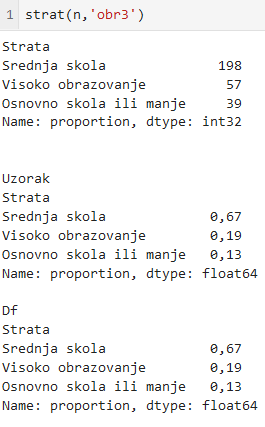 1 strat(n,'obr3')
Strata
Srednja skola 198
Visoko obrazovanje 57
Osnovno skola ili manje 39
Name: proportion, dtype: int32
Uzorak
Strata
Srednja skola 0,67
Visoko obrazovanje 0,19
Osnovno skola ili manje 0,13
Name: proportion, dtype: float64
Df
Strata
Srednja skola 0,67
Visoko obrazovanje 0,19
Osnovno skola ili manje 0,13
Name: proportion, dtype: float64